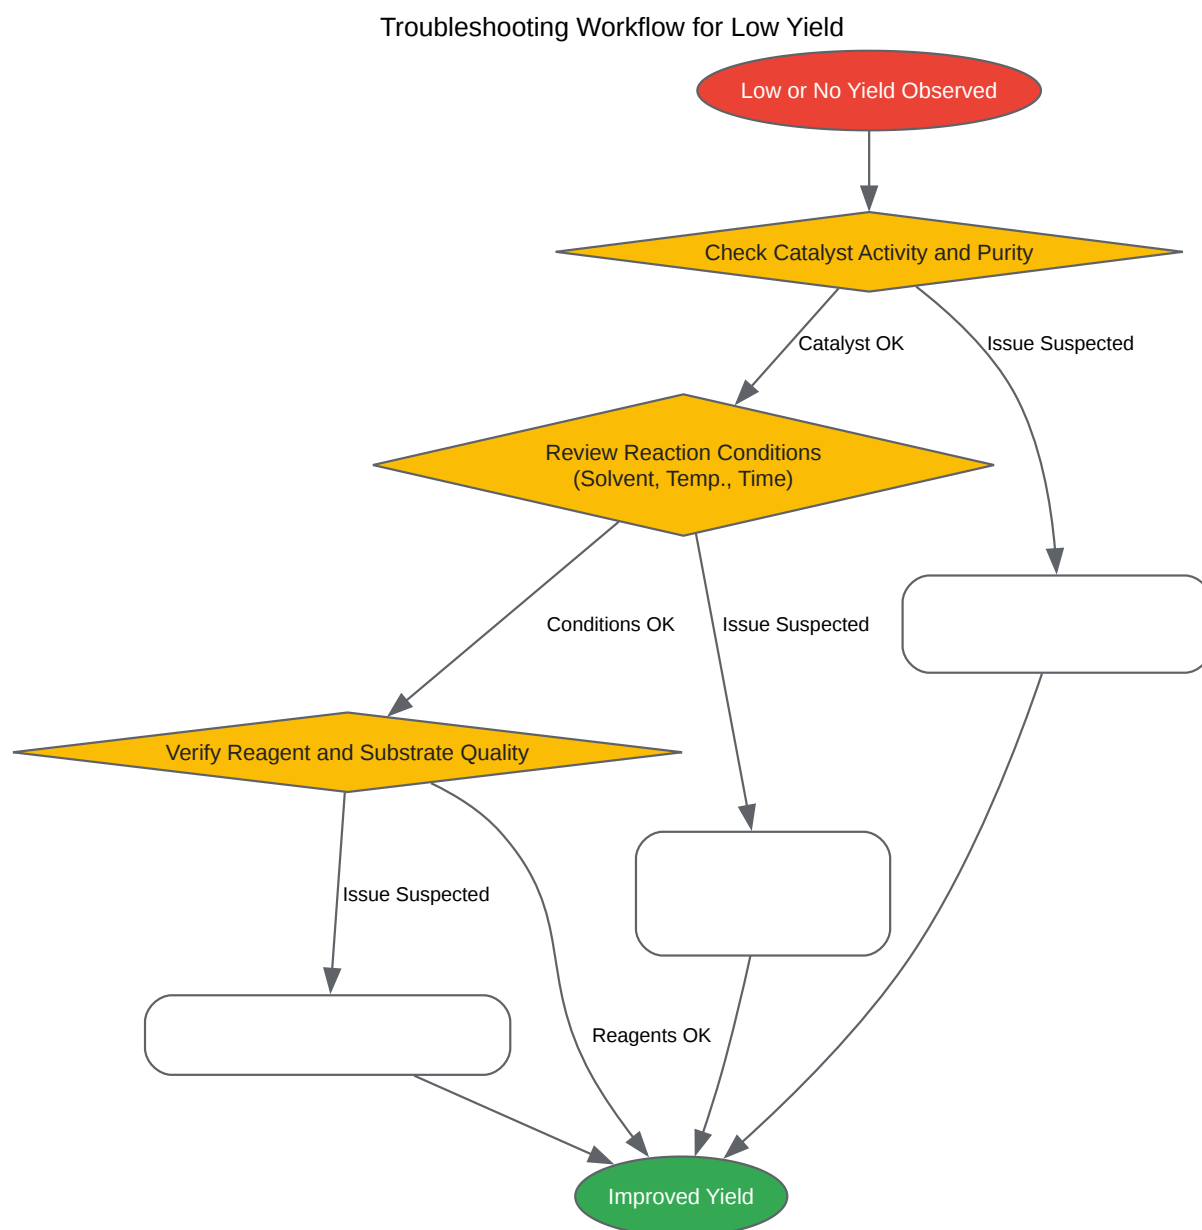 Troubleshooting Workflow for Low Yield
Low or No Yield Observed
Check Catalyst Activity and Purity
Catalyst OK
Issue Suspected
Review Reaction Conditions
(Solvent, Temp., Time)
Conditions OK
Issue Suspected
Verify Reagent and Substrate Quality
Issue Suspected
Reagents OK
Improved Yield